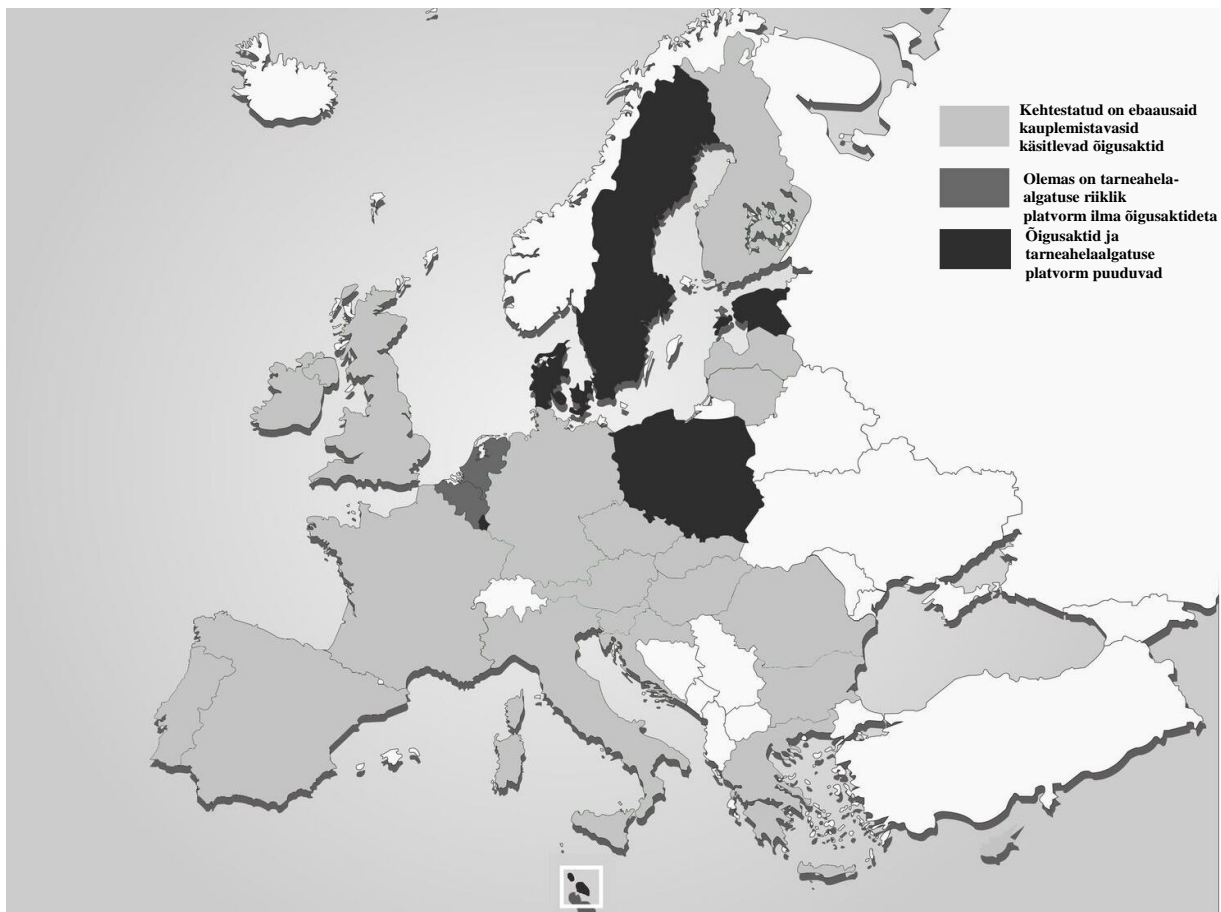 Kehtestatud on ebaausaid
kauplemistavasid
käsitlevad õigusaktid
Olemas on tarneahela-
algatuse riiklik
platvorm ilma õigusaktideta
Õigusaktid ja
tarneahelaalgatuse
platvorm puuduvad